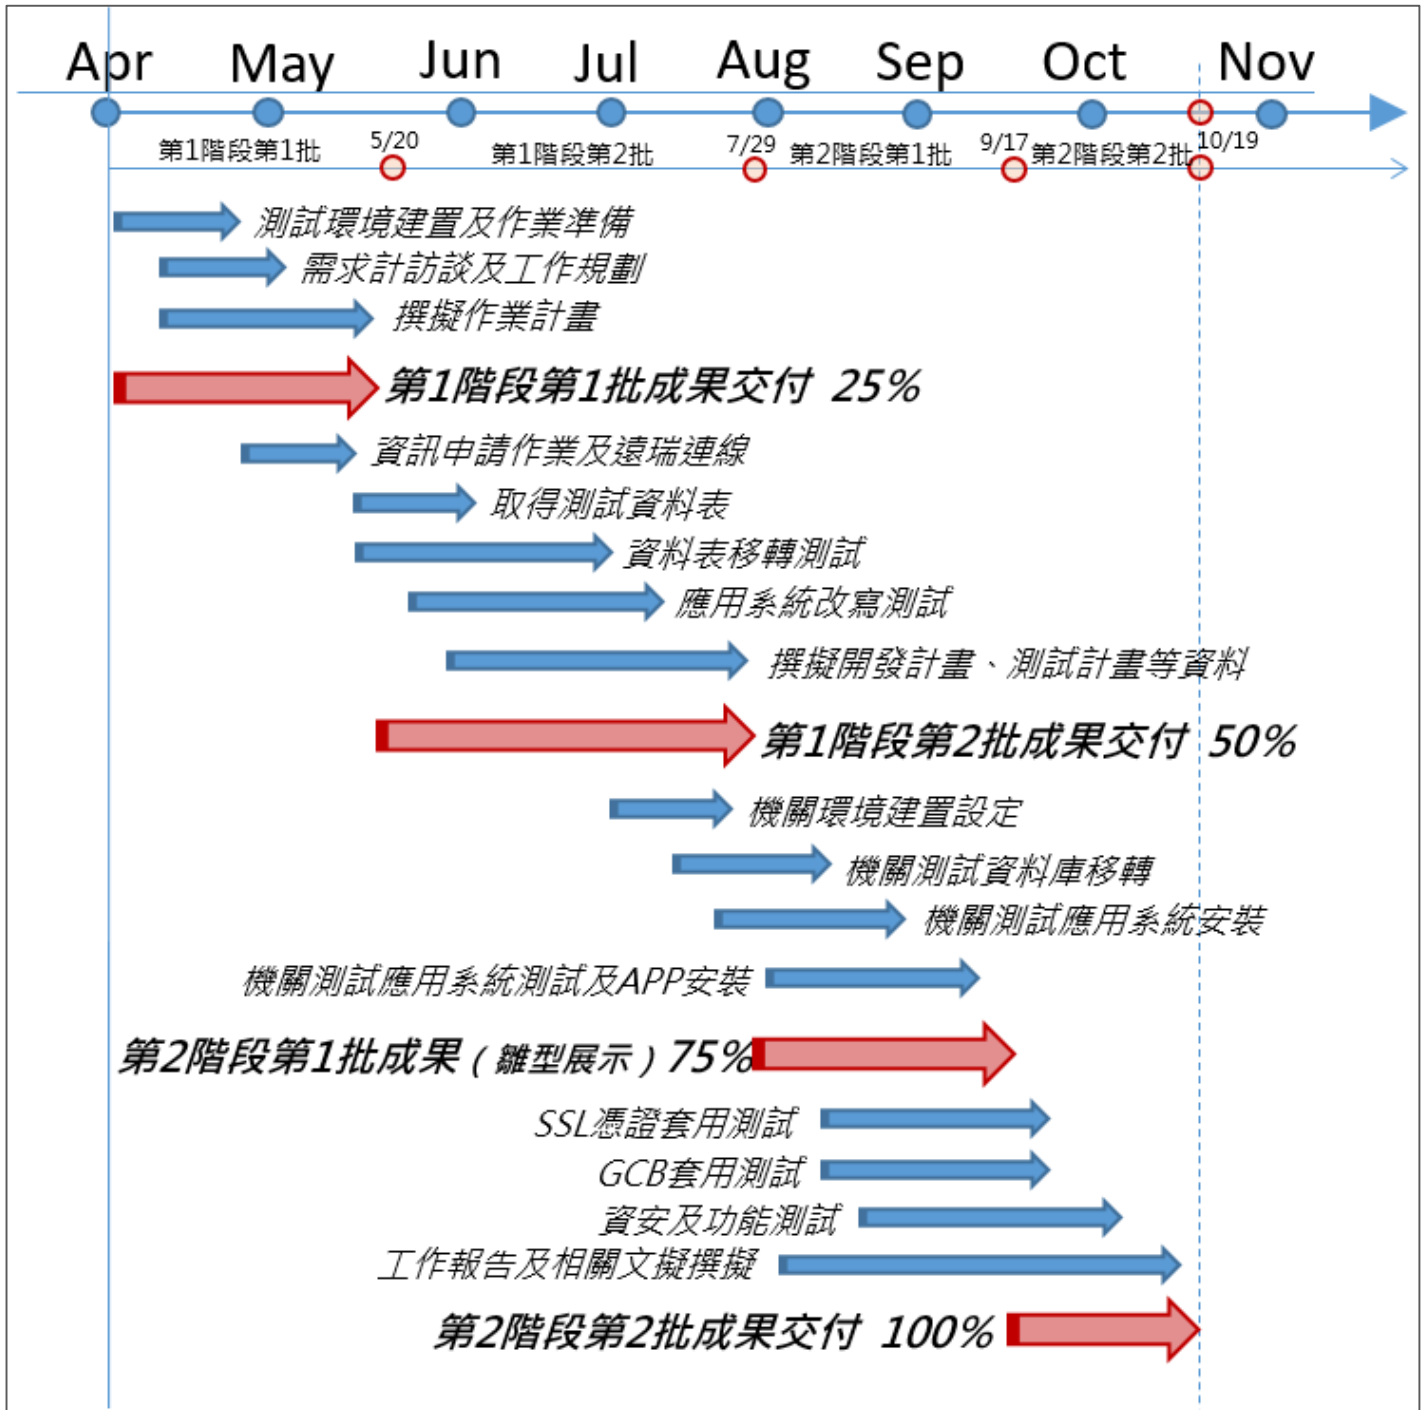 Apr May Jun Jul Aug Sep Oct Nov
第1階段第1批 5/20 第1階段第2批 7/29 第2階段第1批 9/17 第2階段第2批 10/19
測試環境建置及作業準備
需求計訪談及工作規劃
撰擬作業計畫
第1階段第1批成果交付 25%
資訊申請作業及遠瑞連線
取得測試資料表
資料表移轉測試
應用系統改寫測試
撰擬開發計畫、測試計畫等資料
第1階段第2批成果交付 50%
機關環境建置設定
機關測試資料庫移轉
機關測試應用系統安裝
機關測試應用系統測試及APP安裝
第2階段第1批成果(雛型展示)75%
SSL憑證套用測試
GCB套用測試
資安及功能測試
工作報告及相關文擬撰擬
第2階段第2批成果交付 100%